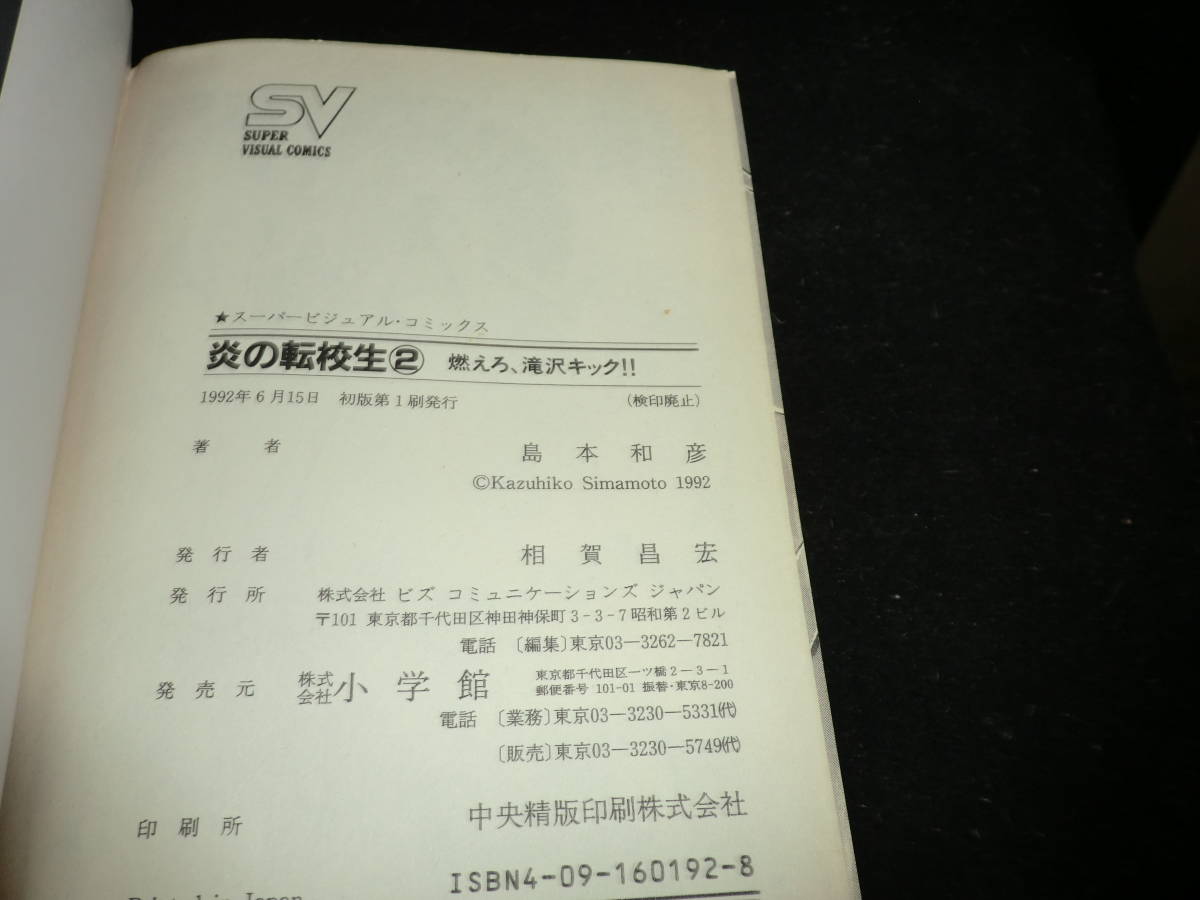 SV
SUPER
VISUAL COMICS
★スーパービジュアル・コミックス
炎の転校生② 燃えろ、滝沢キック!!
1992年6月15日 初版第1刷発行 (検印廃止)
著者 島本和彦
©Kazuhiko Simamoto 1992
発行者 相賀昌宏
発行所 株式会社 ビズ コミュニケーションズ ジャパン
〒101 東京都千代田区神田神保町3-3-7昭和第2ビル
電話 〔編集〕東京03―3262―7821
発売元 株式会社 小学館 東京都千代田区一ツ橋2―3―1
郵便番号 101-01 振替・東京8-200
電話 〔業務〕東京03―3230―5331(代)
〔販売〕東京03―3230―5749(代)
印刷所 中央精版印刷株式会社
ISBN4-09-160192-8
Printed in Japan